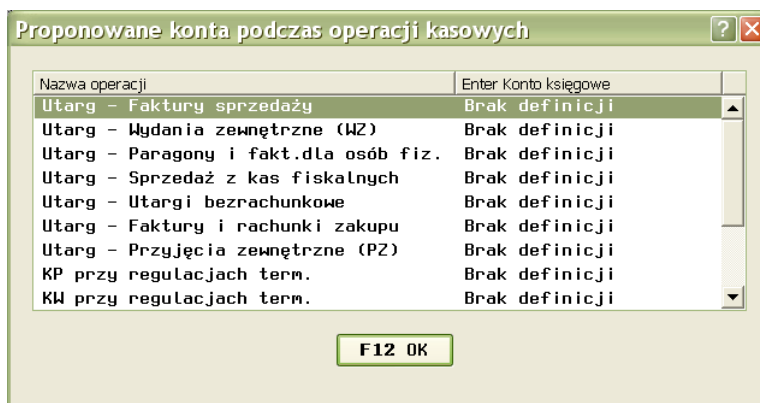 Proponowane konta podczas operacji kasowych
Nazwa operacji Enter Konto księgowe
Utarg - Faktury sprzedaży Brak definicji
Utarg - Wydania zewnętrzne (WZ) Brak definicji
Utarg - Paragony i fakt.dla osób fiz. Brak definicji
Utarg - Sprzedaż z kas fiskalnych Brak definicji
Utarg - Utargi bezrachunkowe Brak definicji
Utarg - Faktury i rachunki zakupu Brak definicji
Utarg - Przyjęcia zewnętrzne (PZ) Brak definicji
KP przy regulacjach term. Brak definicji
KW przy regulacjach term. Brak definicji
F12 OK